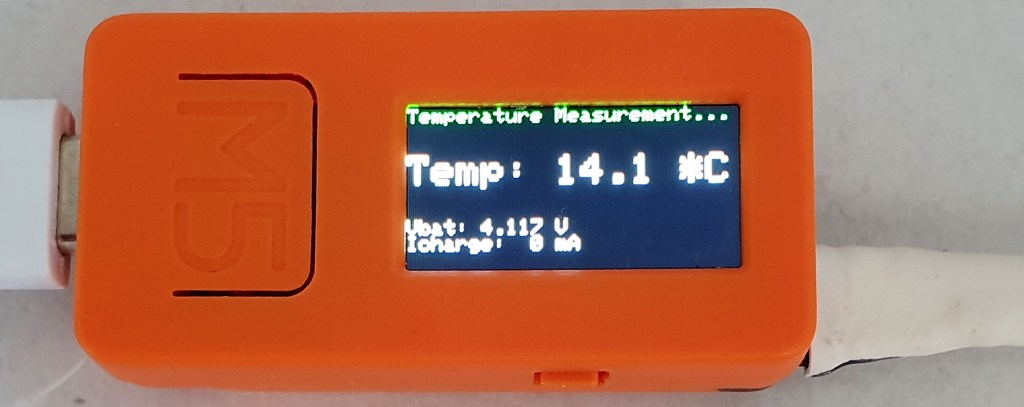 M5
Temperature Measurement...
Temp: 14.1 *C
Vbat: 4.117 V
Icharge: 0 mA